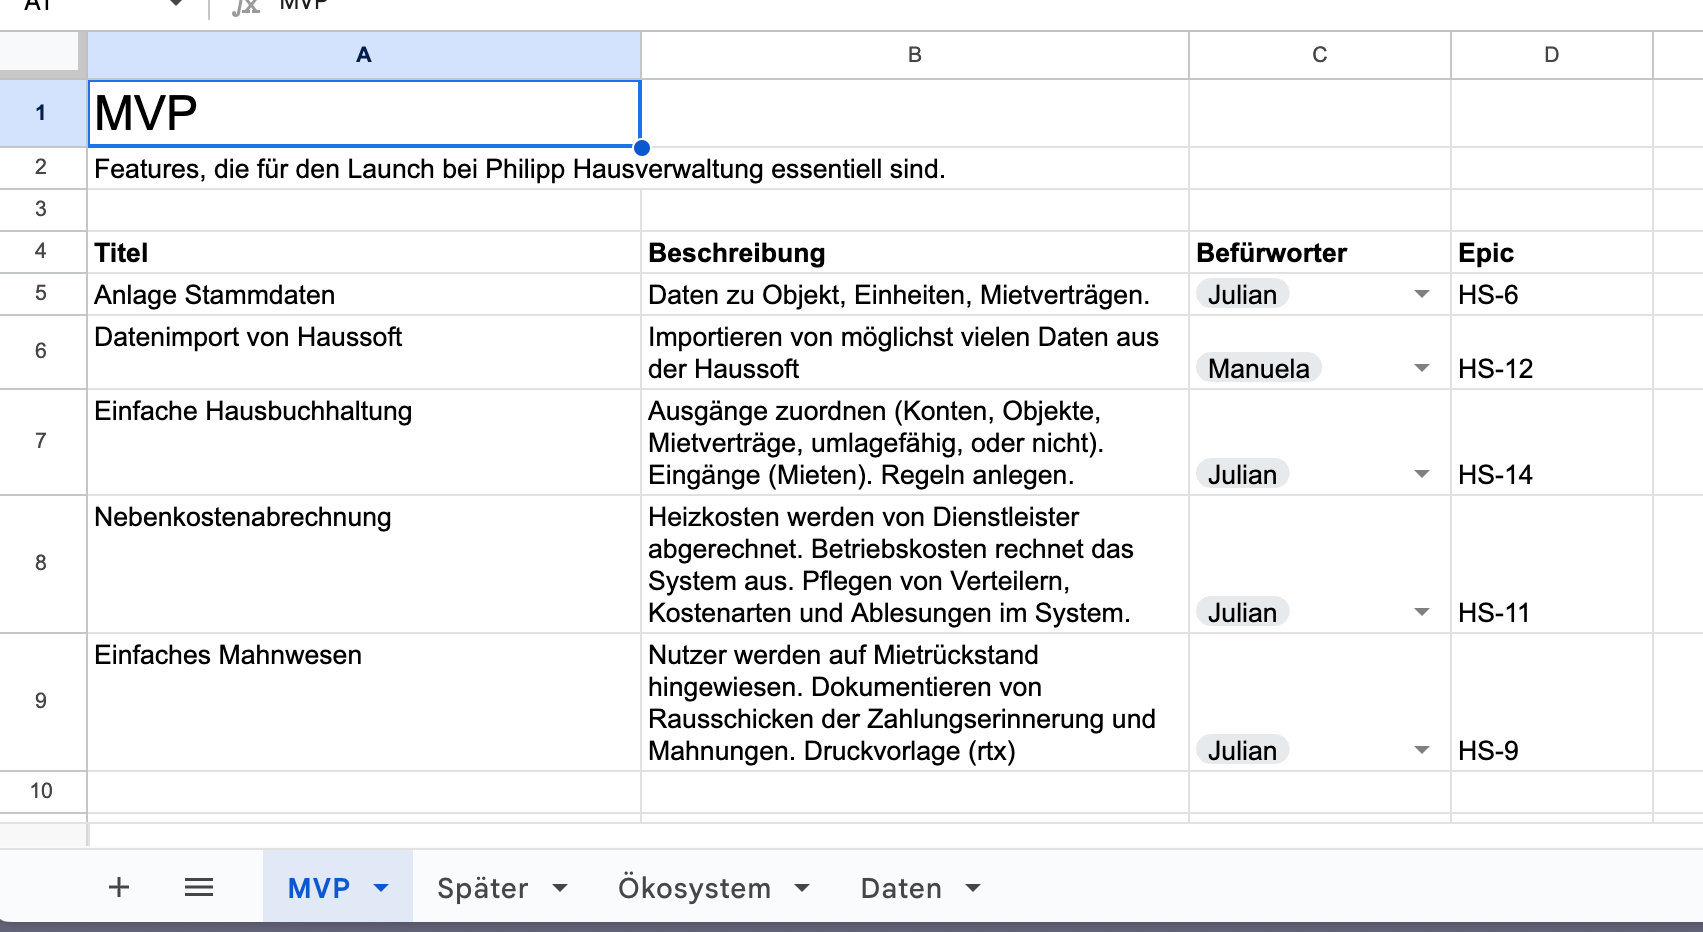 A1 fx MVP
A B C D
1 MVP
2 Features, die für den Launch bei Philipp Hausverwaltung essentiell sind.
3
4 Titel Beschreibung Befürworter Epic
5 Anlage Stammdaten Daten zu Objekt, Einheiten, Mietverträgen. Julian HS-6
6 Datenimport von Haussoft Importieren von möglichst vielen Daten aus
der Haussoft Manuela HS-12
7 Einfache Hausbuchhaltung Ausgänge zuordnen (Konten, Objekte,
Mietverträge, umlagefähig, oder nicht).
Eingänge (Mieten). Regeln anlegen. Julian HS-14
8 Nebenkostenabrechnung Heizkosten werden von Dienstleister
abgerechnet. Betriebskosten rechnet das
System aus. Pflegen von Verteilern,
Kostenarten und Ablesungen im System. Julian HS-11
9 Einfaches Mahnwesen Nutzer werden auf Mietrückstand
hingewiesen. Dokumentieren von
Rausschicken der Zahlungserinnerung und
Mahnungen. Druckvorlage (rtx) Julian HS-9
10
MVP Später Ökosystem Daten